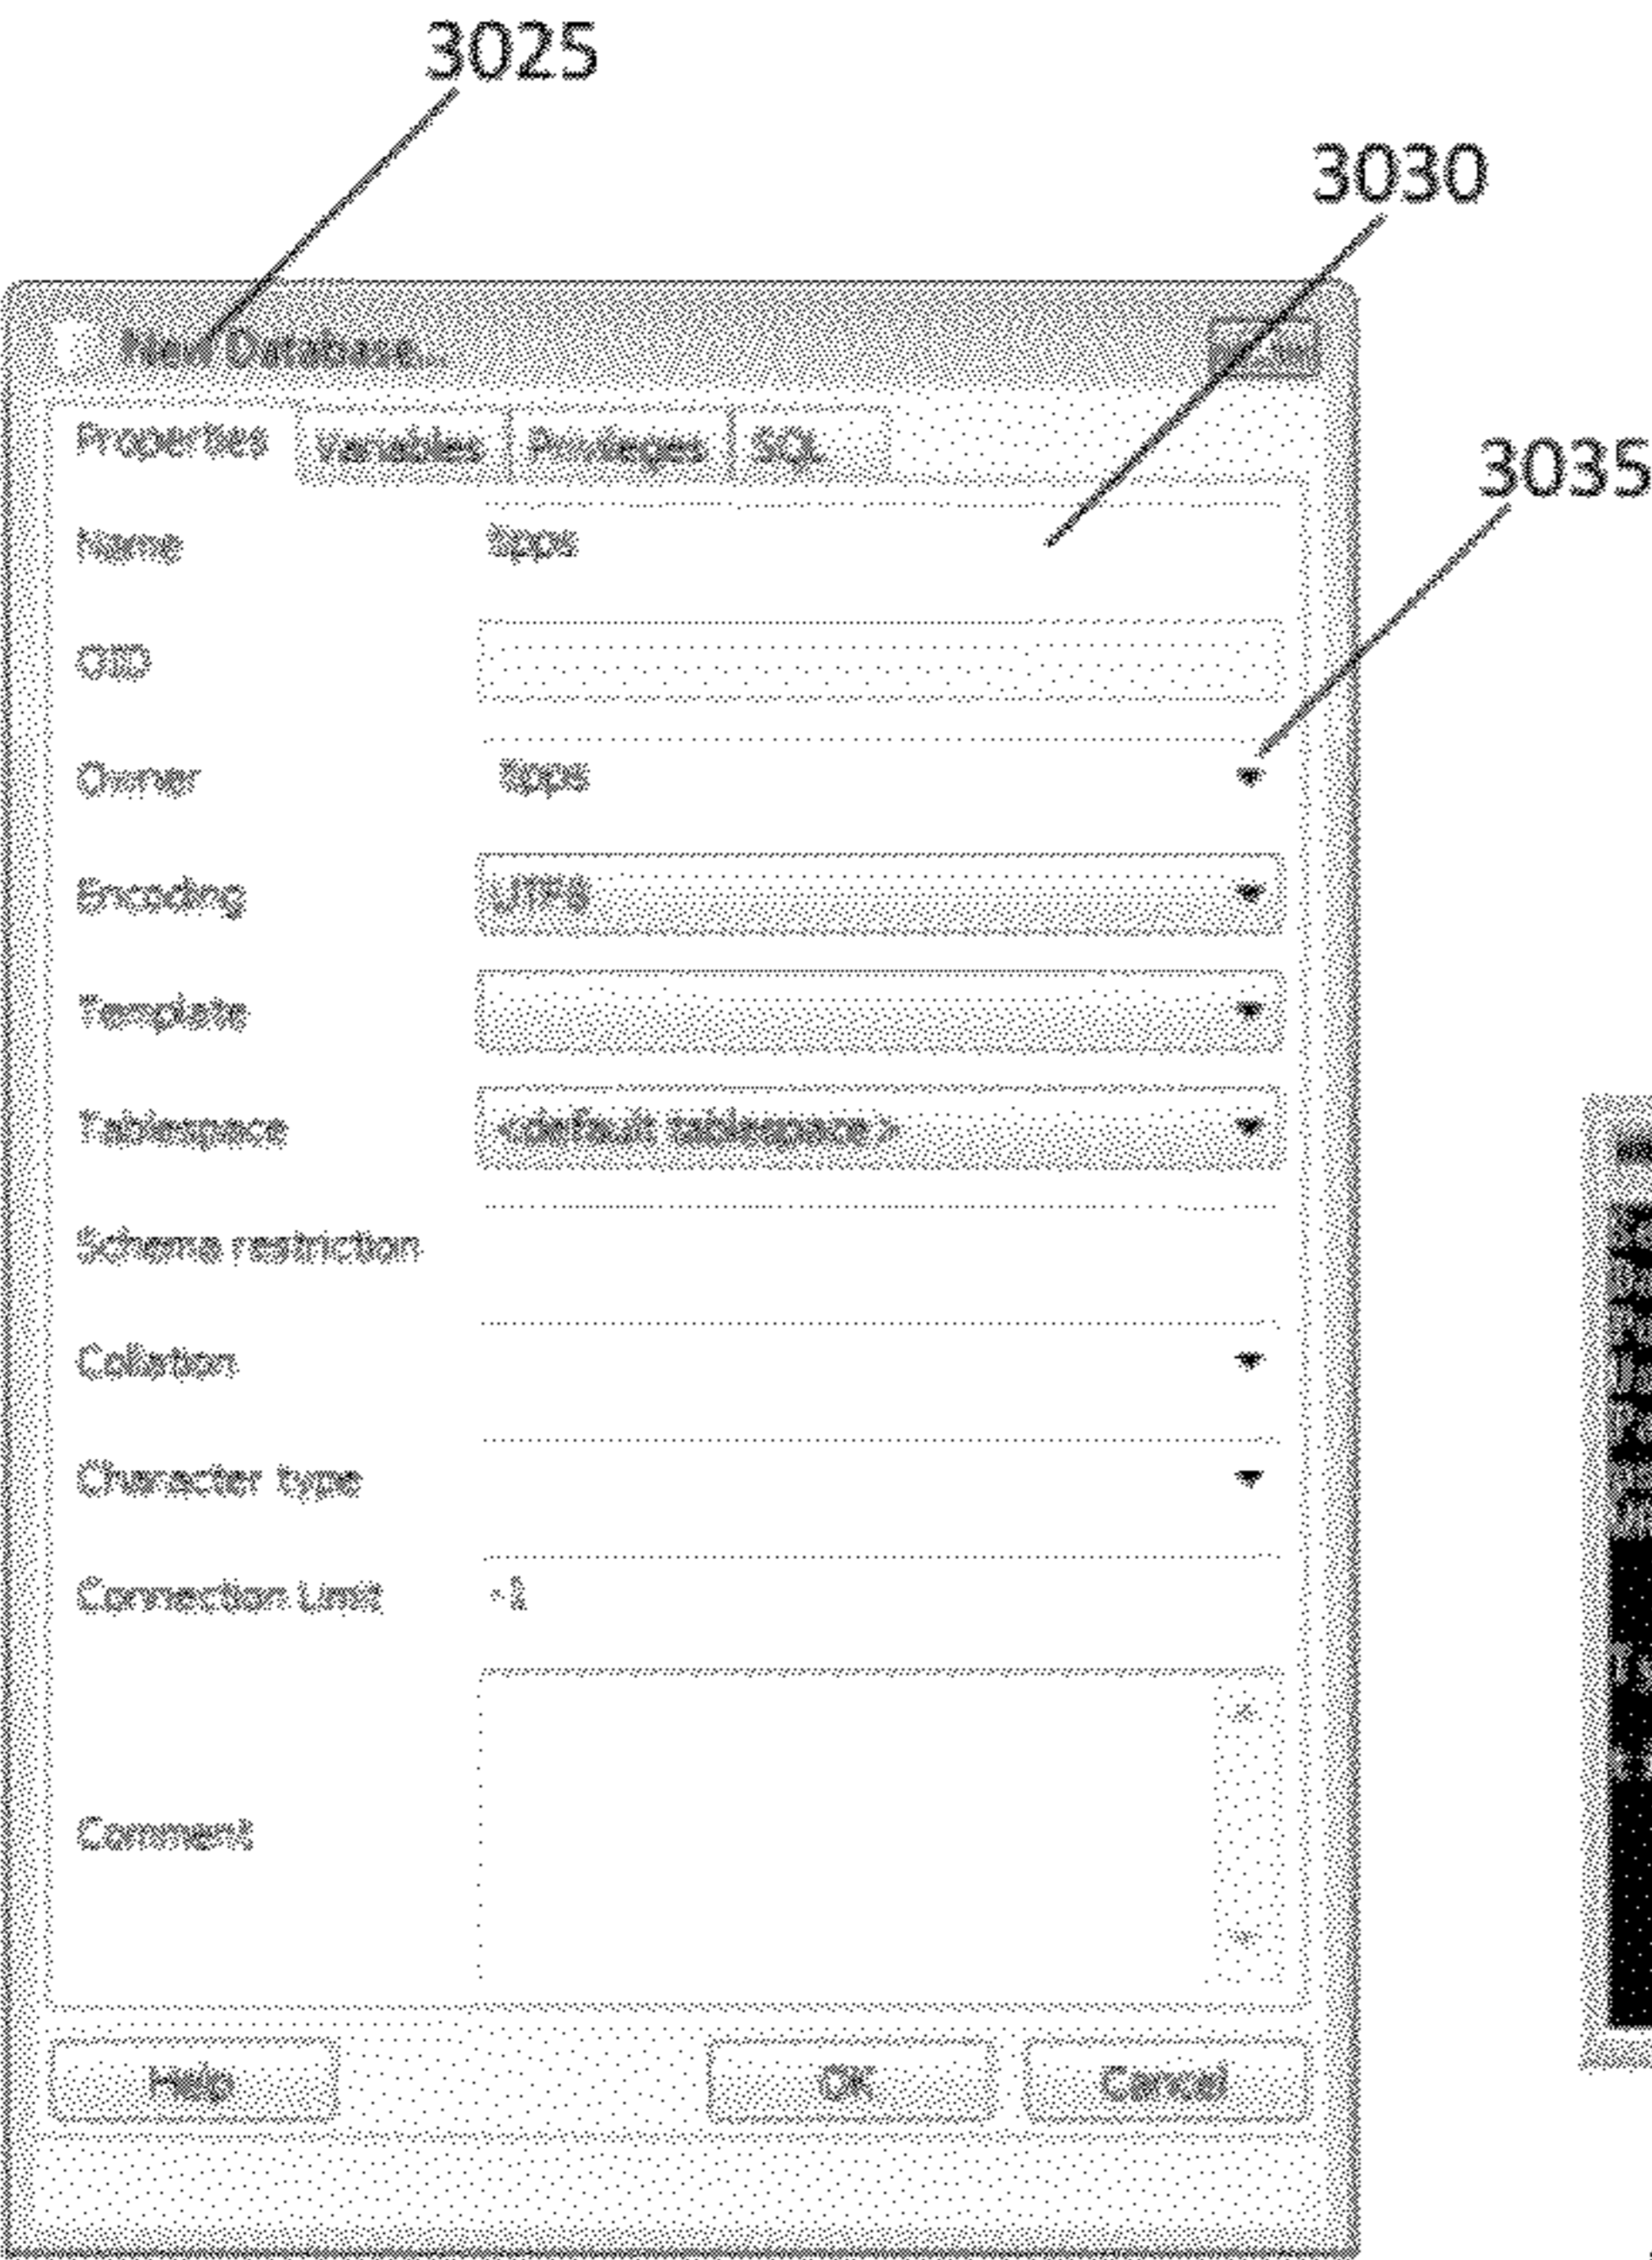 3025
3030
New Database...
Properties Variables Privileges SQL
3035
Name
OID
Owner
Encoding UTF8
Template
Tablespace <default tablespace>
Schema restriction
Collation
Character type
Connection Limit -1
Comment
Help OK Cancel